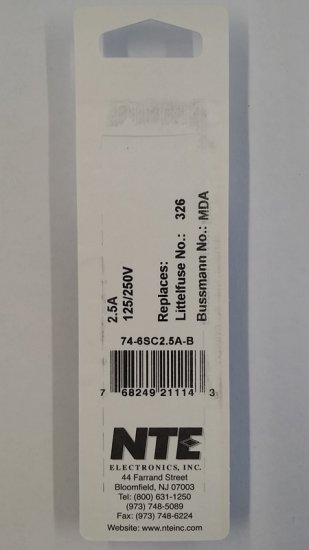 2.5A
125/250V
Replaces:
Littelfuse No.: 326
Bussmann No.: MDA
74-6SC2.5A-B
7 68249 21114 3
NTE
ELECTRONICS, INC.
44 Farrand Street
Bloomfield, NJ 07003
Tel: (800) 631-1250
(973) 748-5089
Fax: (973) 748-6224
Website: www.nteinc.com